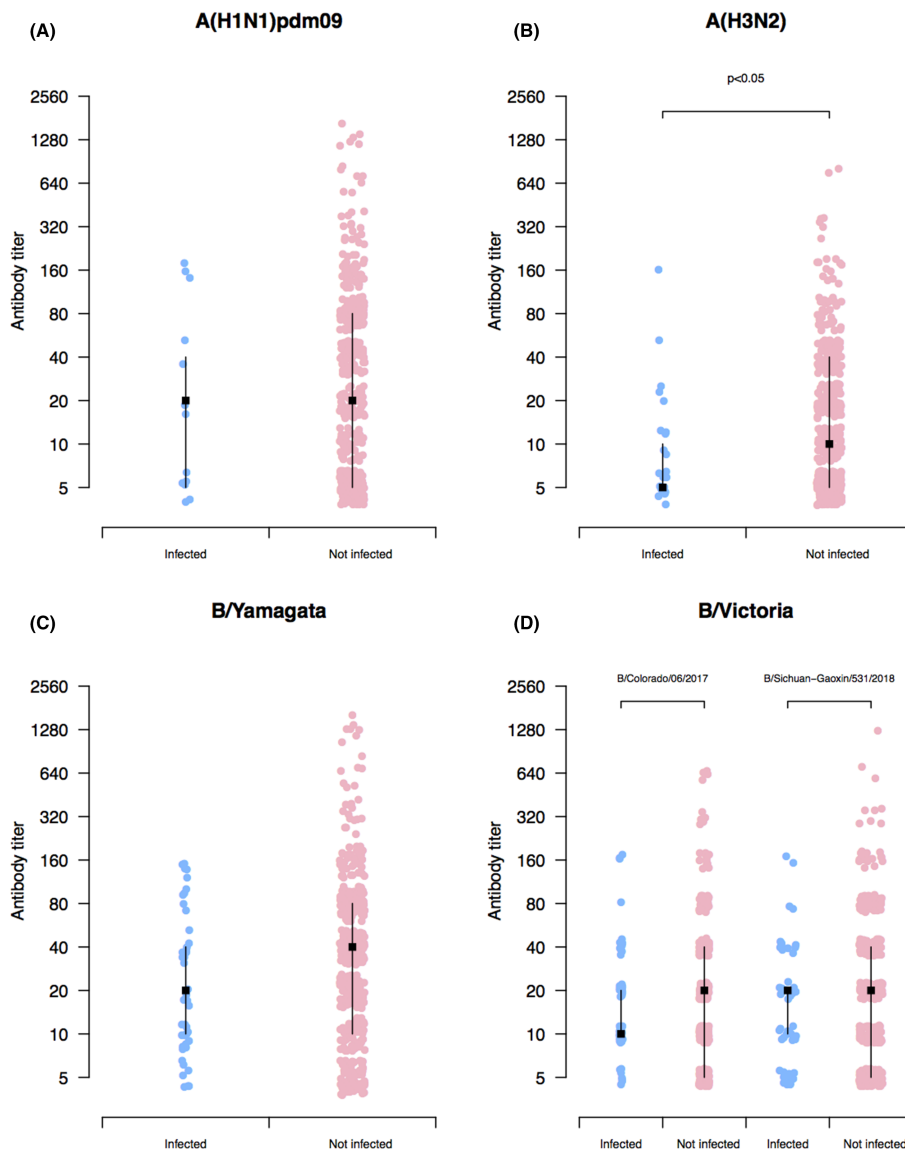 (A)
A(H1N1)pdm09
2560
1280
640
320
160
80
40
20
10
5
Antibody titer
Infected
Not infected
(B)
A(H3N2)
p<0.05
2560
1280
640
320
160
80
40
20
10
5
Antibody titer
Infected
Not infected
(C)
B/Yamagata
2560
1280
640
320
160
80
40
20
10
5
Antibody titer
Infected
Not infected
(D)
B/Victoria
B/Colorado/06/2017
B/Sichuan−Gaoxin/531/2018
2560
1280
640
320
160
80
40
20
10
5
Antibody titer
Infected
Not infected
Infected
Not infected